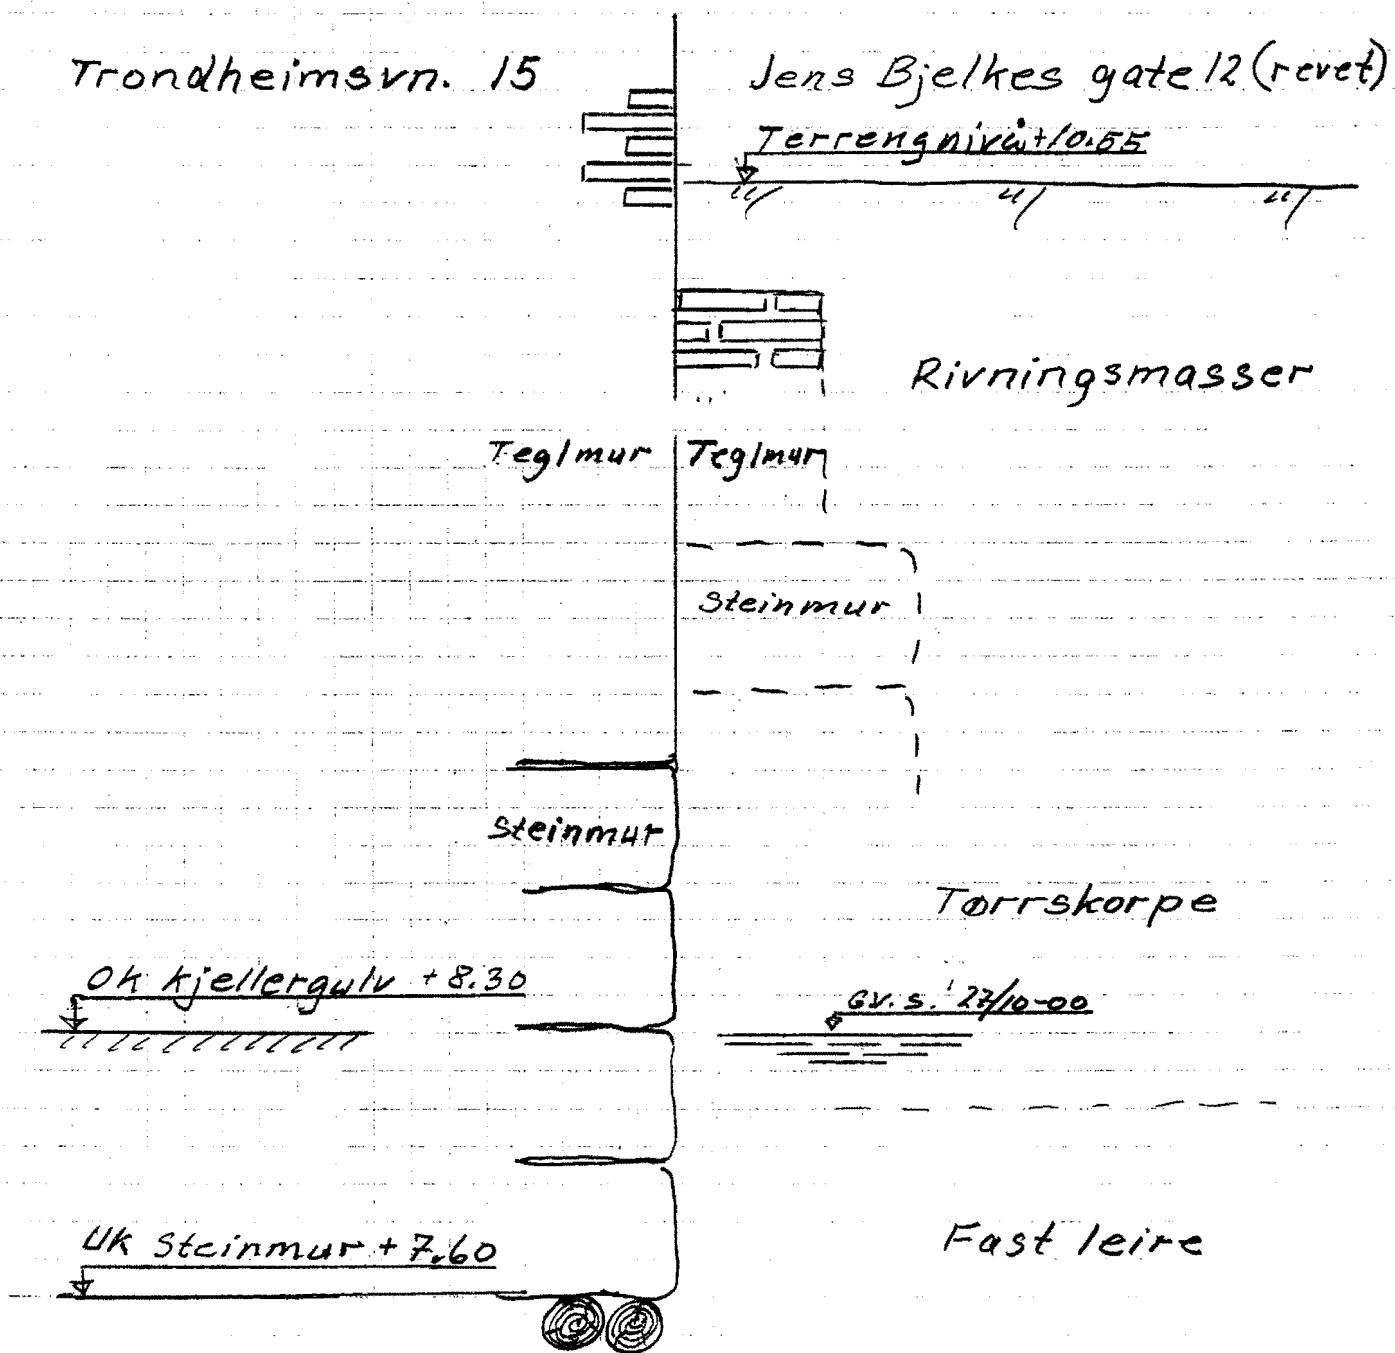 Trondheimsvn. 15
Jens Bjelkes gate 12 (revet)
Terrengnivå +10.55
Rivningsmasser
Teglmur
Teglmur
Steinmur
Steinmur
Tørrskorpe
OK kjellergulv +8.30
GV. s. 27/10-00
UK Steinmur +7.60
Fast leire